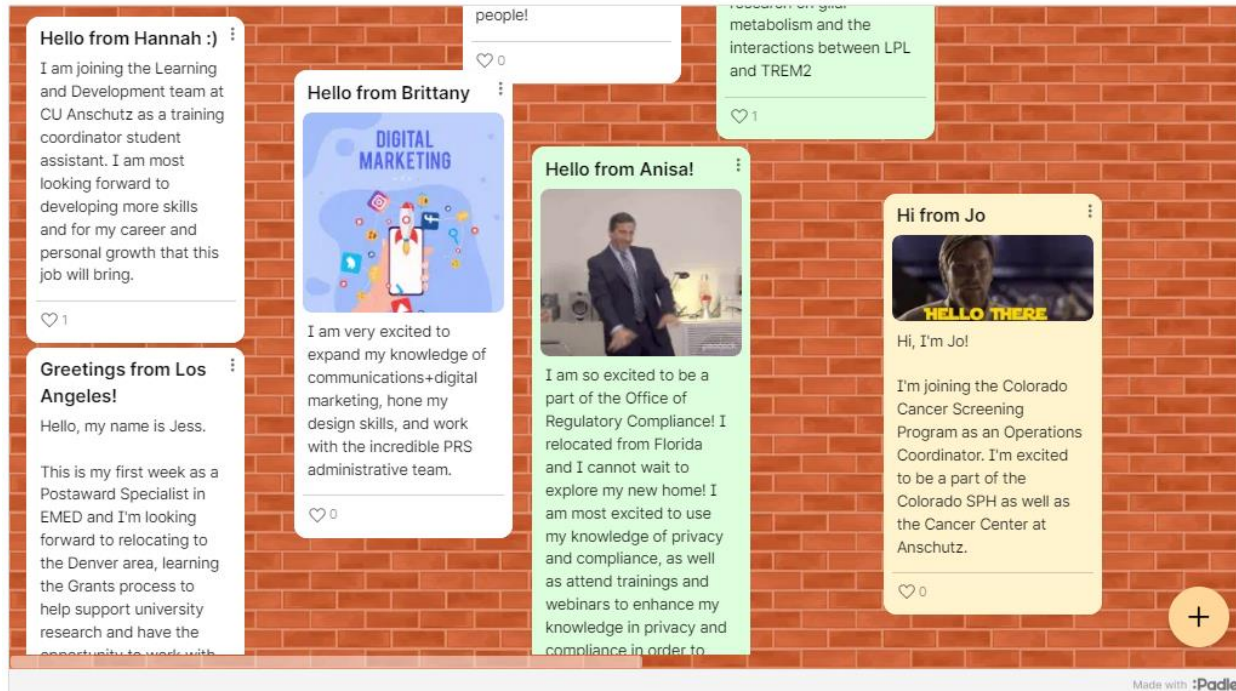 Hello from Hannah :)
I am joining the Learning
and Development team at
CU Anschutz as a training
coordinator student
assistant. I am most
looking forward to
developing more skills
and for my career and
personal growth that this
job will bring.
1
Greetings from Los
Angeles!
Hello, my name is Jess.
This is my first week as a
Postaward Specialist in
EMED and I'm looking
forward to relocating to
the Denver area, learning
the Grants process to
help support university
research and have the
opportunity to work with
people!
0
Hello from Brittany
DIGITAL
MARKETING
I am very excited to
expand my knowledge of
communications+digital
marketing, hone my
design skills, and work
with the incredible PRS
administrative team.
0
research on glial
metabolism and the
interactions between LPL
and TREM2
1
Hello from Anisa!
I am so excited to be a
part of the Office of
Regulatory Compliance! I
relocated from Florida
and I cannot wait to
explore my new home! I
am most excited to use
my knowledge of privacy
and compliance, as well
as attend trainings and
webinars to enhance my
knowledge in privacy and
compliance in order to
Hi from Jo
HELLO THERE
Hi, I'm Jo!
I'm joining the Colorado
Cancer Screening
Program as an Operations
Coordinator. I'm excited
to be a part of the
Colorado SPH as well as
the Cancer Center at
Anschutz.
0
+
Made with :Padle